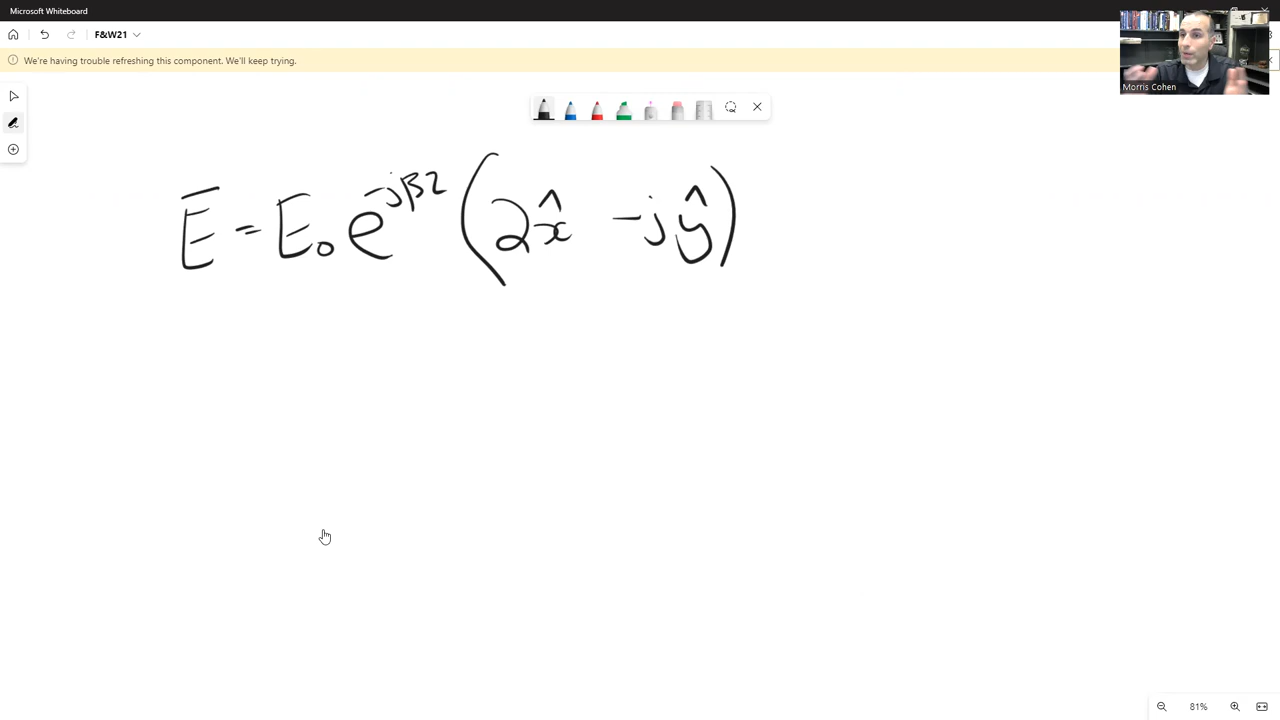 Microsoft Whiteboard
F&W21
We're having trouble refreshing this component. We'll keep trying.
Morris Cohen
E̅ = E₀ e^{-jβz} (2x̂ - jŷ)
81%